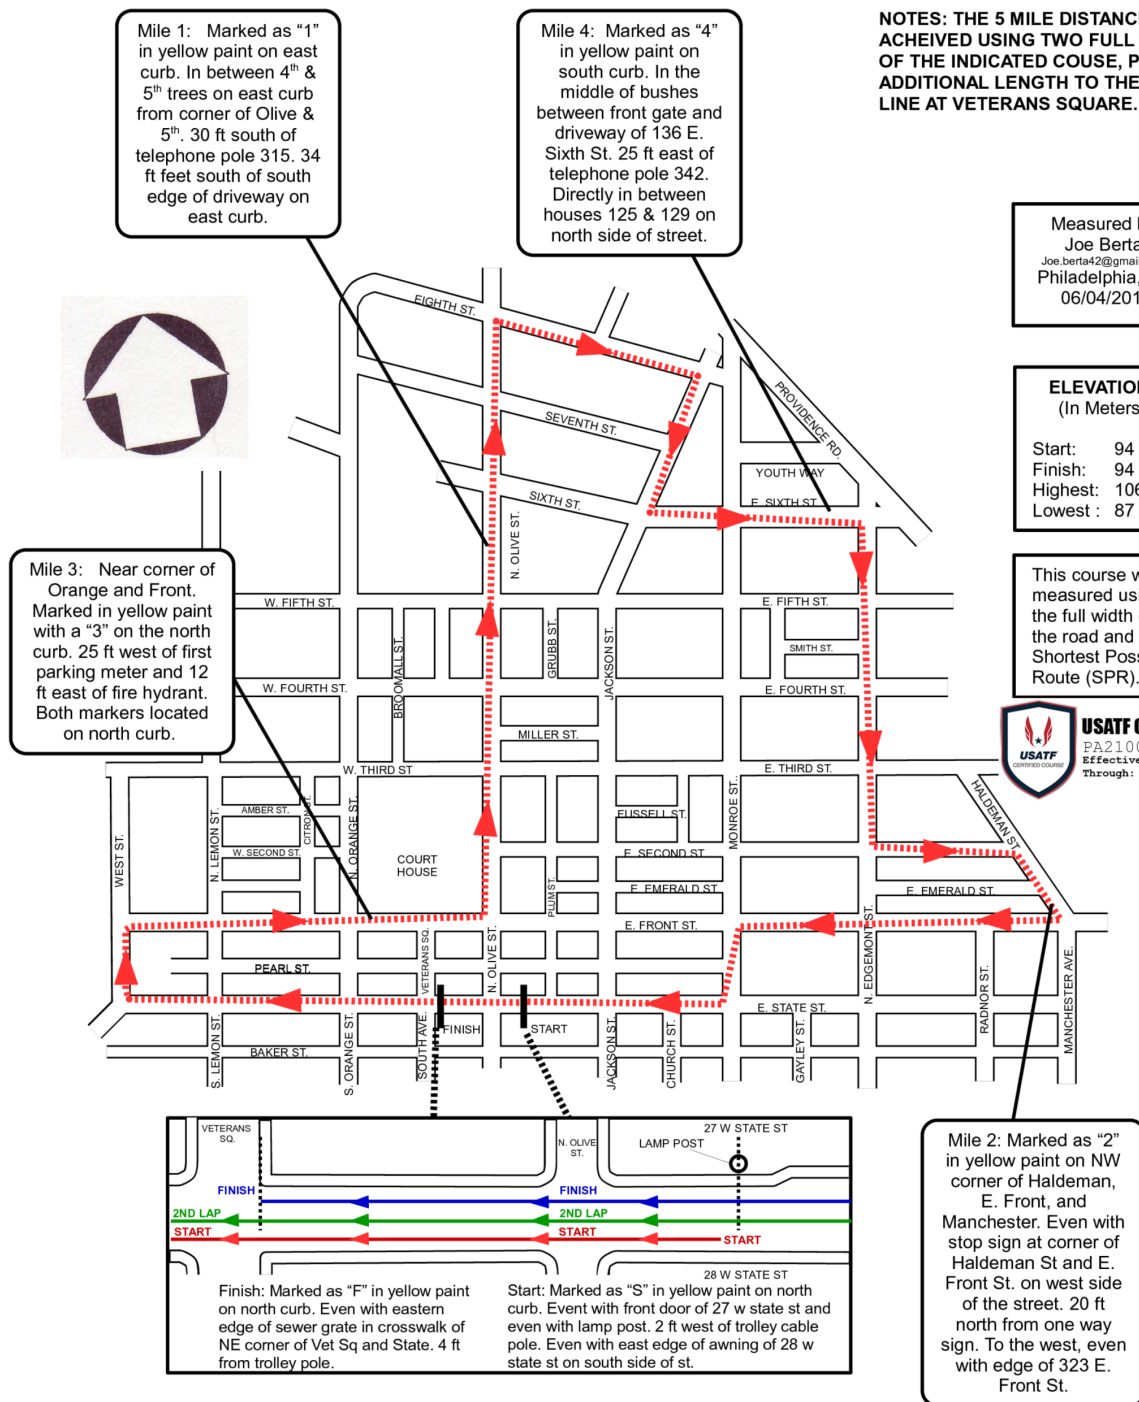 Mile 1: Marked as “1”
in yellow paint on east
curb. In between 4th &
5th trees on east curb
from corner of Olive &
5th. 30 ft south of
telephone pole 315. 34
ft feet south of south
edge of driveway on
east curb.
Mile 4: Marked as “4”
in yellow paint on
south curb. In the
middle of bushes
between front gate and
driveway of 136 E.
Sixth St. 25 ft east of
telephone pole 342.
Directly in between
houses 125 & 129 on
north side of street.
NOTES: THE 5 MILE DISTANC
ACHEIVED USING TWO FULL
OF THE INDICATED COUSE, P
ADDITIONAL LENGTH TO THE
LINE AT VETERANS SQUARE.
Measured
Joe Berta
Joe.berta42@gmai
Philadelphia,
06/04/201
ELEVATION
(In Meters
Start: 94
Finish: 94
Highest: 106
Lowest : 87
This course w
measured usi
the full width
the road and
Shortest Poss
Route (SPR).
USATF
CERTIFIED COURSE
USATF C
PA2100
Effective
Through:
EIGHTH ST.
SEVENTH ST.
SIXTH ST.
PROVIDENCE RD.
YOUTH WAY
E. SIXTH ST.
N. OLIVE ST.
W. FIFTH ST.
E. FIFTH ST.
BROOMALL ST.
GRUBB ST.
JACKSON ST.
SMITH ST.
W. FOURTH ST.
E. FOURTH ST.
MILLER ST.
W. THIRD ST
E. THIRD ST.
Mile 3: Near corner of
Orange and Front.
Marked in yellow paint
with a “3” on the north
curb. 25 ft west of first
parking meter and 12
ft east of fire hydrant.
Both markers located
on north curb.
WEST ST.
N. LEMON ST.
AMBER ST.
CITRON ST.
W. SECOND ST.
N. ORANGE ST.
COURT
HOUSE
FUSSELL ST.
MONROE ST.
HALDEMAN ST.
E. SECOND ST.
E. EMERALD ST
E. EMERALD ST.
PLUM ST.
E. FRONT ST.
N. EDGEMONT ST.
VETERANS SQ.
N. OLIVE ST.
PEARL ST.
E. STATE ST.
RADNOR ST.
MANCHESTER AVE.
FINISH
START
S. LEMON ST.
BAKER ST.
S. ORANGE ST.
SOUTH AVE.
JACKSON ST.
CHURCH ST.
GAYLEY ST.
VETERANS
SQ.
N. OLIVE
ST.
27 W STATE ST
LAMP POST
FINISH
FINISH
2ND LAP
2ND LAP
START
START
START
28 W STATE ST
Finish: Marked as “F” in yellow paint
on north curb. Even with eastern
edge of sewer grate in crosswalk of
NE corner of Vet Sq and State. 4 ft
from trolley pole.
Start: Marked as “S” in yellow paint on north
curb. Event with front door of 27 w state st and
even with lamp post. 2 ft west of trolley cable
pole. Even with east edge of awning of 28 w
state st on south side of st.
Mile 2: Marked as “2”
in yellow paint on NW
corner of Haldeman,
E. Front, and
Manchester. Even with
stop sign at corner of
Haldeman St and E.
Front St. on west side
of the street. 20 ft
north from one way
sign. To the west, even
with edge of 323 E.
Front St.